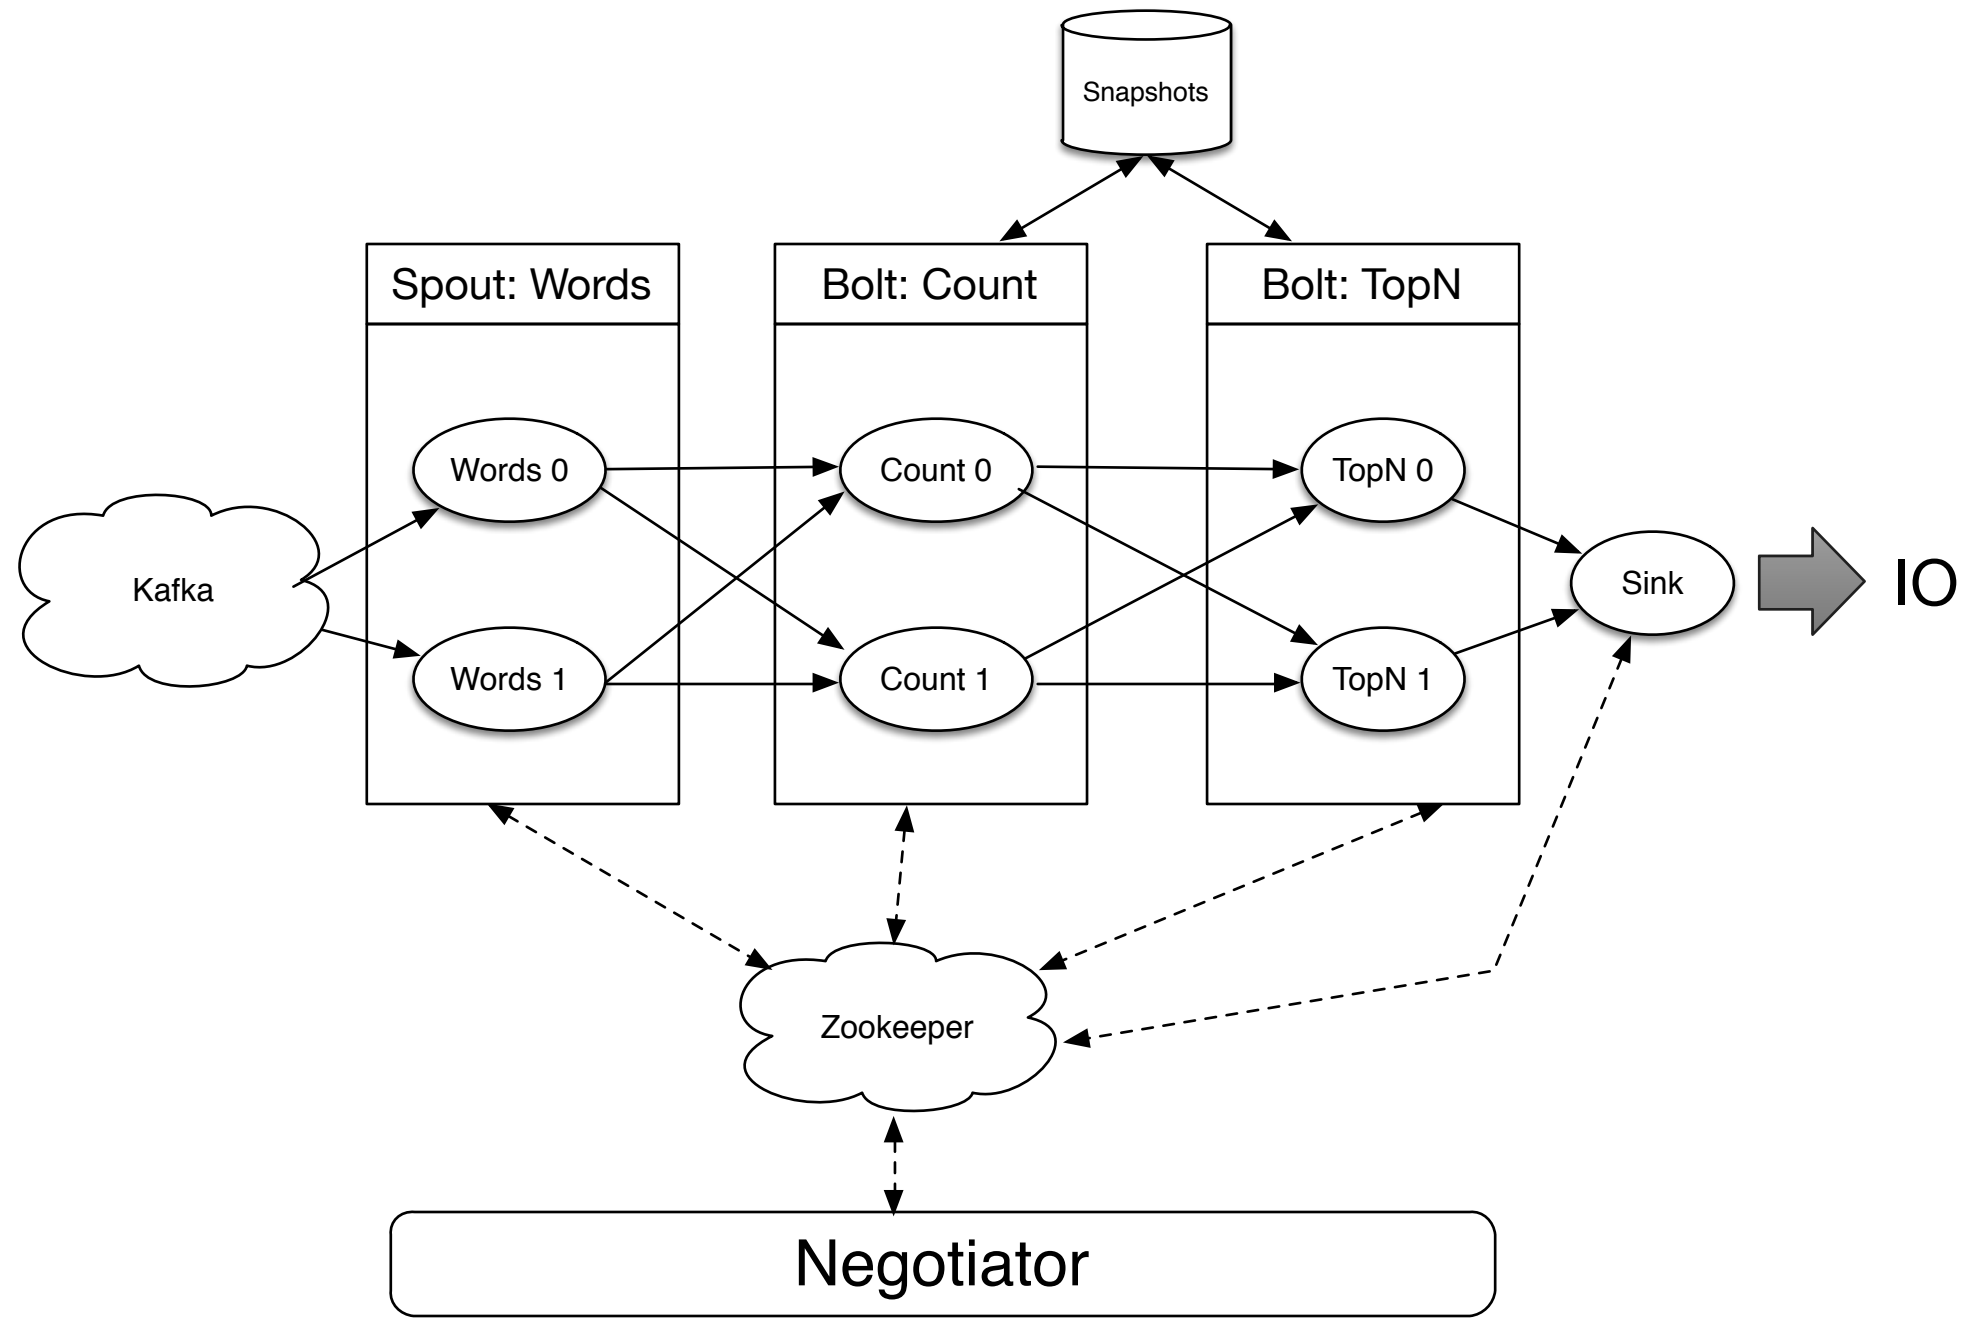 Snapshots
Spout: Words
Bolt: Count
Bolt: TopN
Words 0
Count 0
TopN 0
Kafka
Sink
IO
Words 1
Count 1
TopN 1
Zookeeper
Negotiator